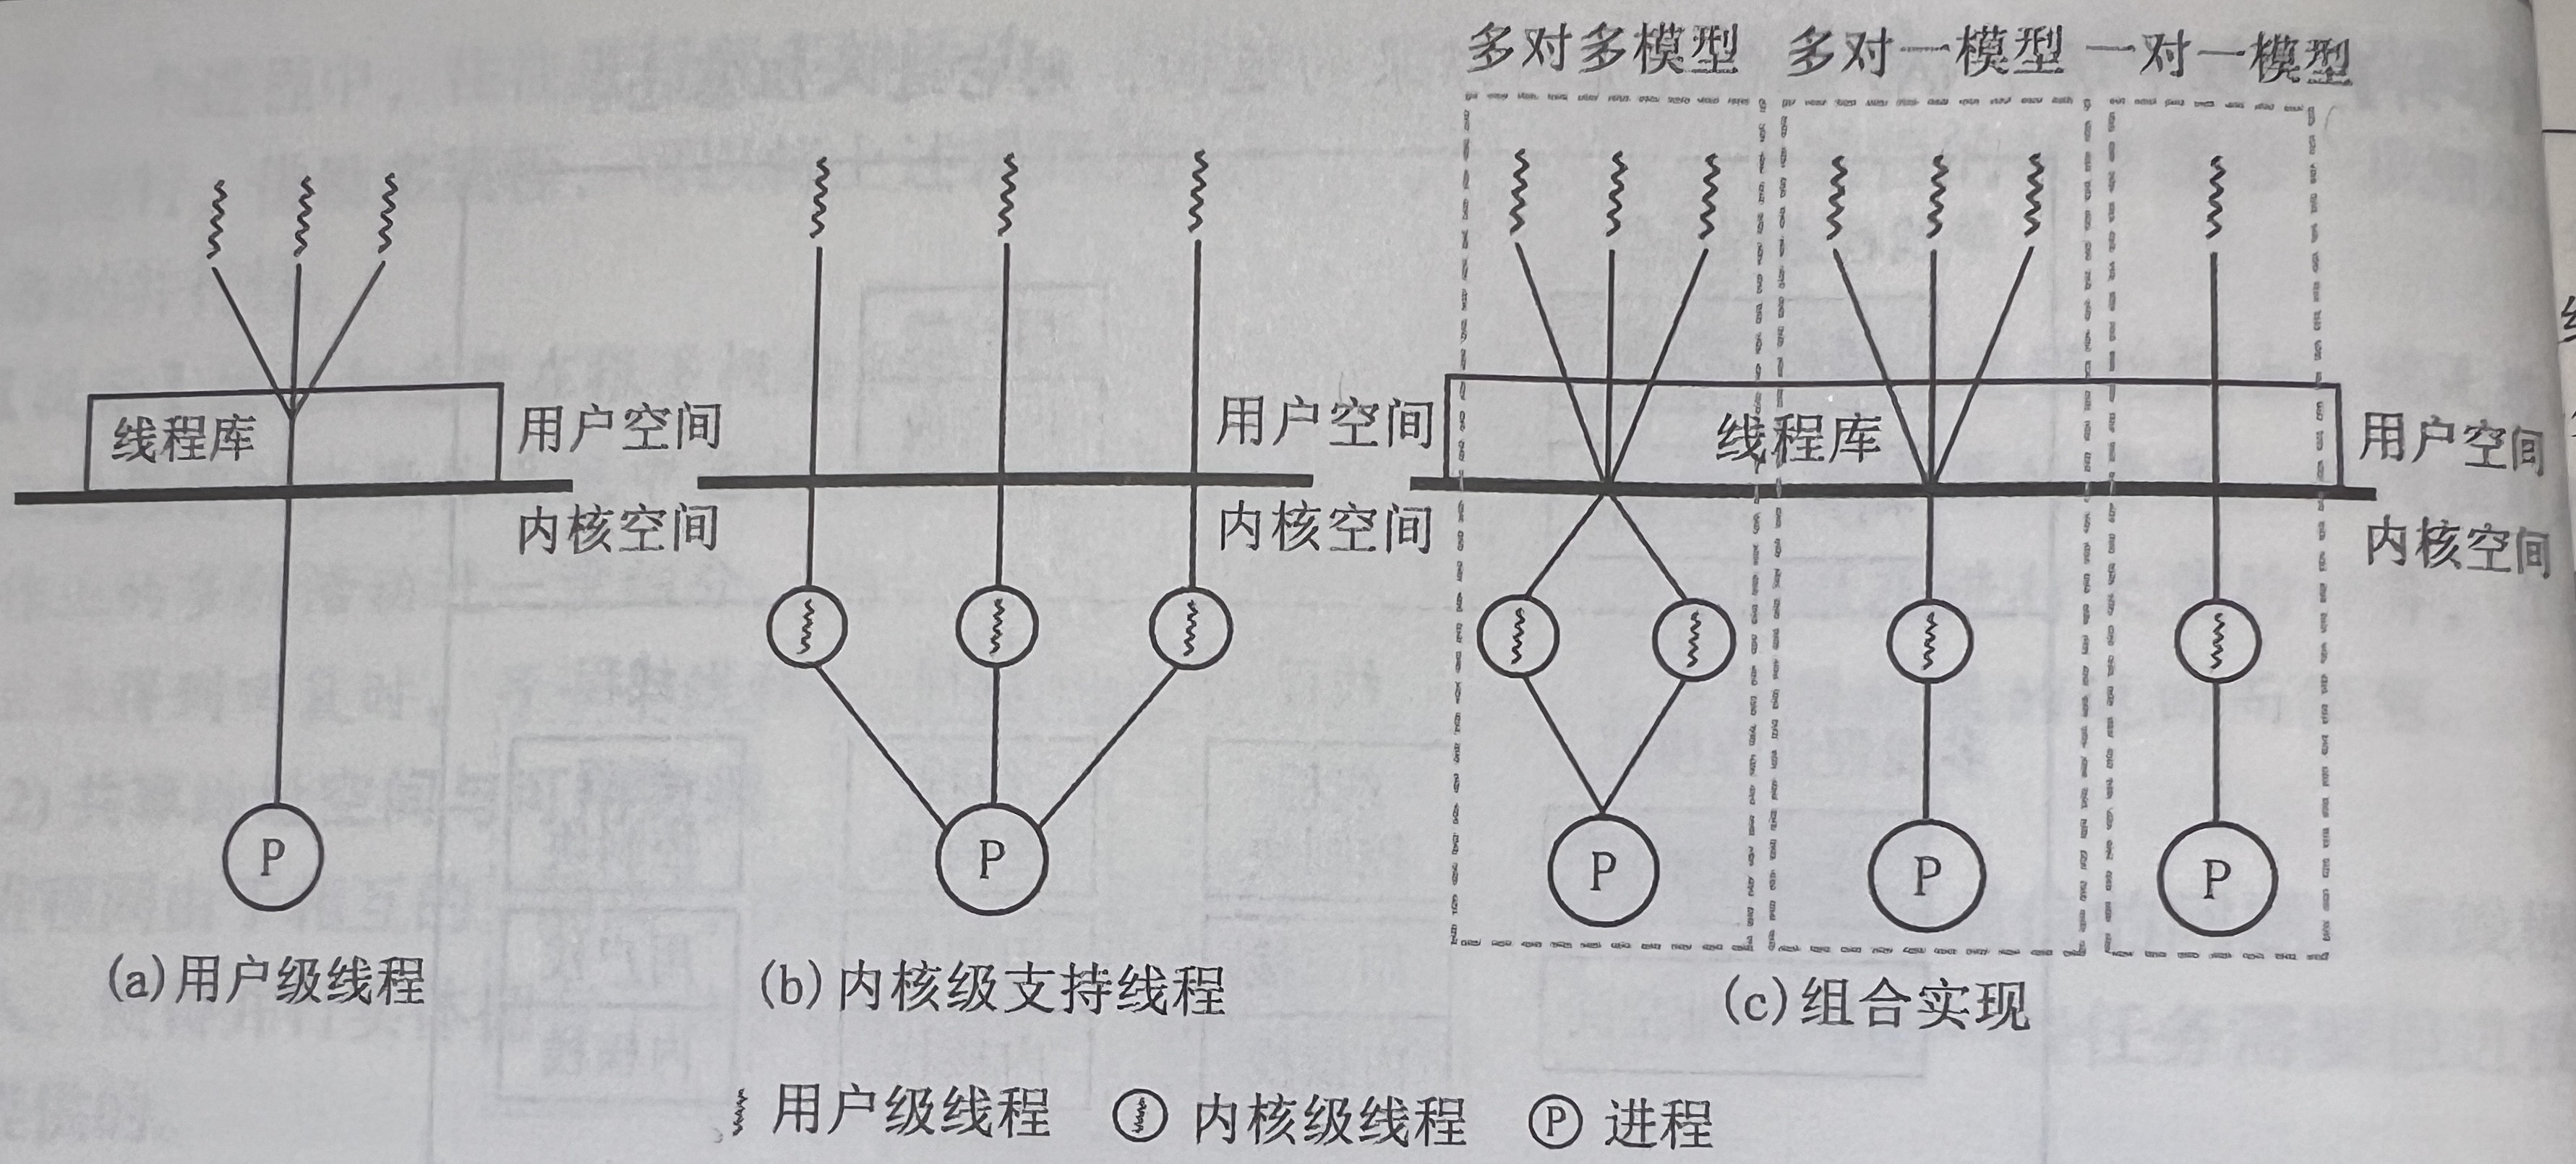 多对多模型 多对一模型 一对一模型
线程库 用户空间 用户空间 线程库 用户空间
内核空间 内核空间 内核空间
P P P P P
(a)用户级线程 (b)内核级支持线程 (c)组合实现
用户级线程 内核级线程 P 进程